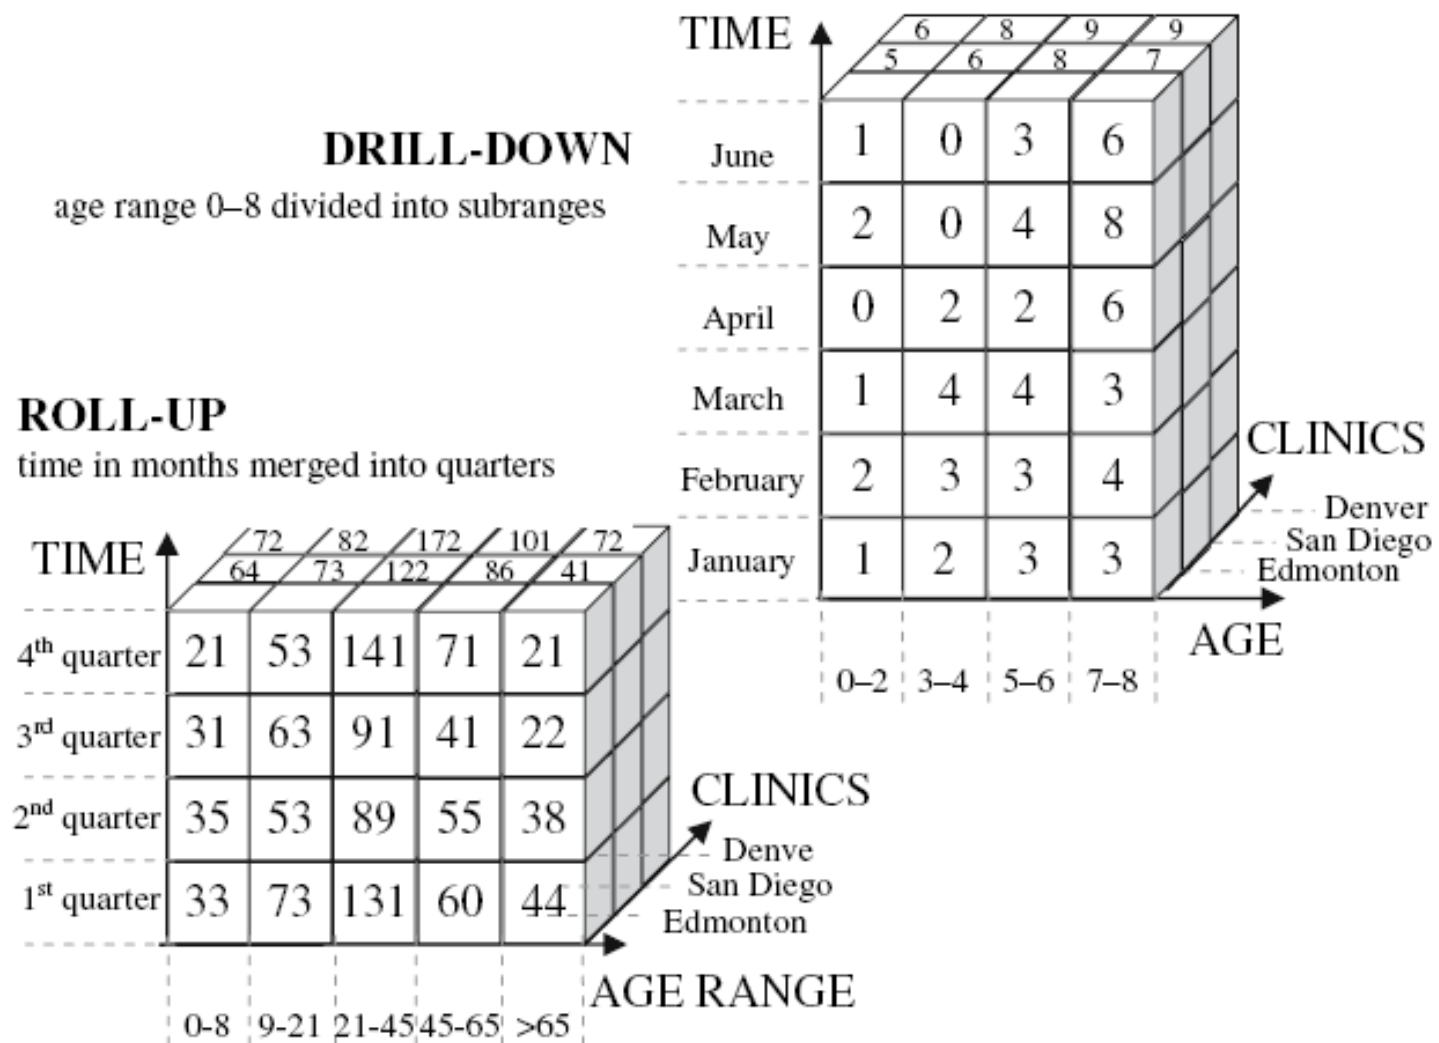 TIME
6 8 9 9
5 6 8 7
DRILL-DOWN
age range 0–8 divided into subranges
June 1 0 3 6
May 2 0 4 8
April 0 2 2 6
March 1 4 4 3
February 2 3 3 4
January 1 2 3 3
CLINICS
Denver
San Diego
Edmonton
AGE
0–2 3–4 5–6 7–8
ROLL-UP
time in months merged into quarters
TIME
72 82 172 101 72
64 73 122 86 41
4th quarter 21 53 141 71 21
3rd quarter 31 63 91 41 22
2nd quarter 35 53 89 55 38
1st quarter 33 73 131 60 44
CLINICS
Denve
San Diego
Edmonton
AGE RANGE
0-8 9-21 21-45 45-65 >65